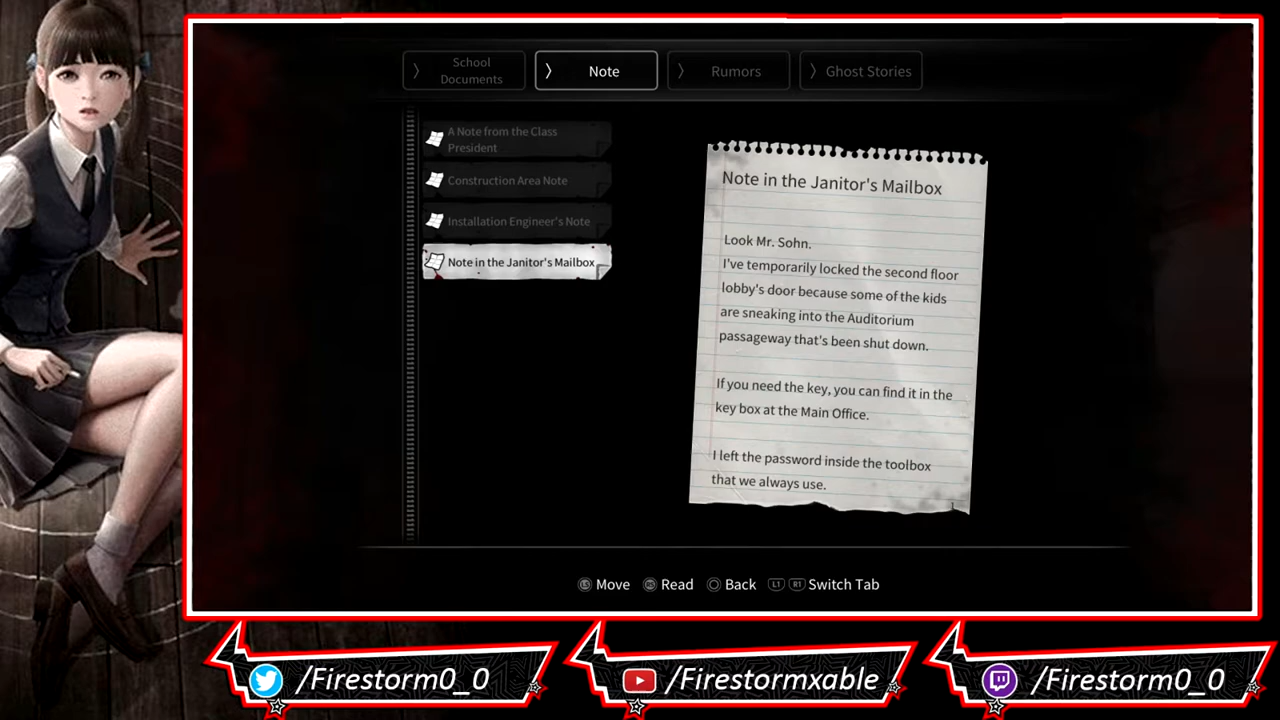 School
Documents
Note
Rumors
Ghost Stories
A Note from the Class
President
Construction Area Note
Installation Engineer's Note
Note in the Janitor's Mailbox
Note in the Janitor's Mailbox
Look Mr. Sohn.
I've temporarily locked the second floor
lobby's door because some of the kids
are sneaking into the Auditorium
passageway that's been shut down.
If you need the key, you can find it in the
key box at the Main Office.
I left the password inside the toolbox
that we always use.
Move
Read
Back
L1 R1 Switch Tab
/Firestorm0_0
/Firestormxable
/Firestorm0_0